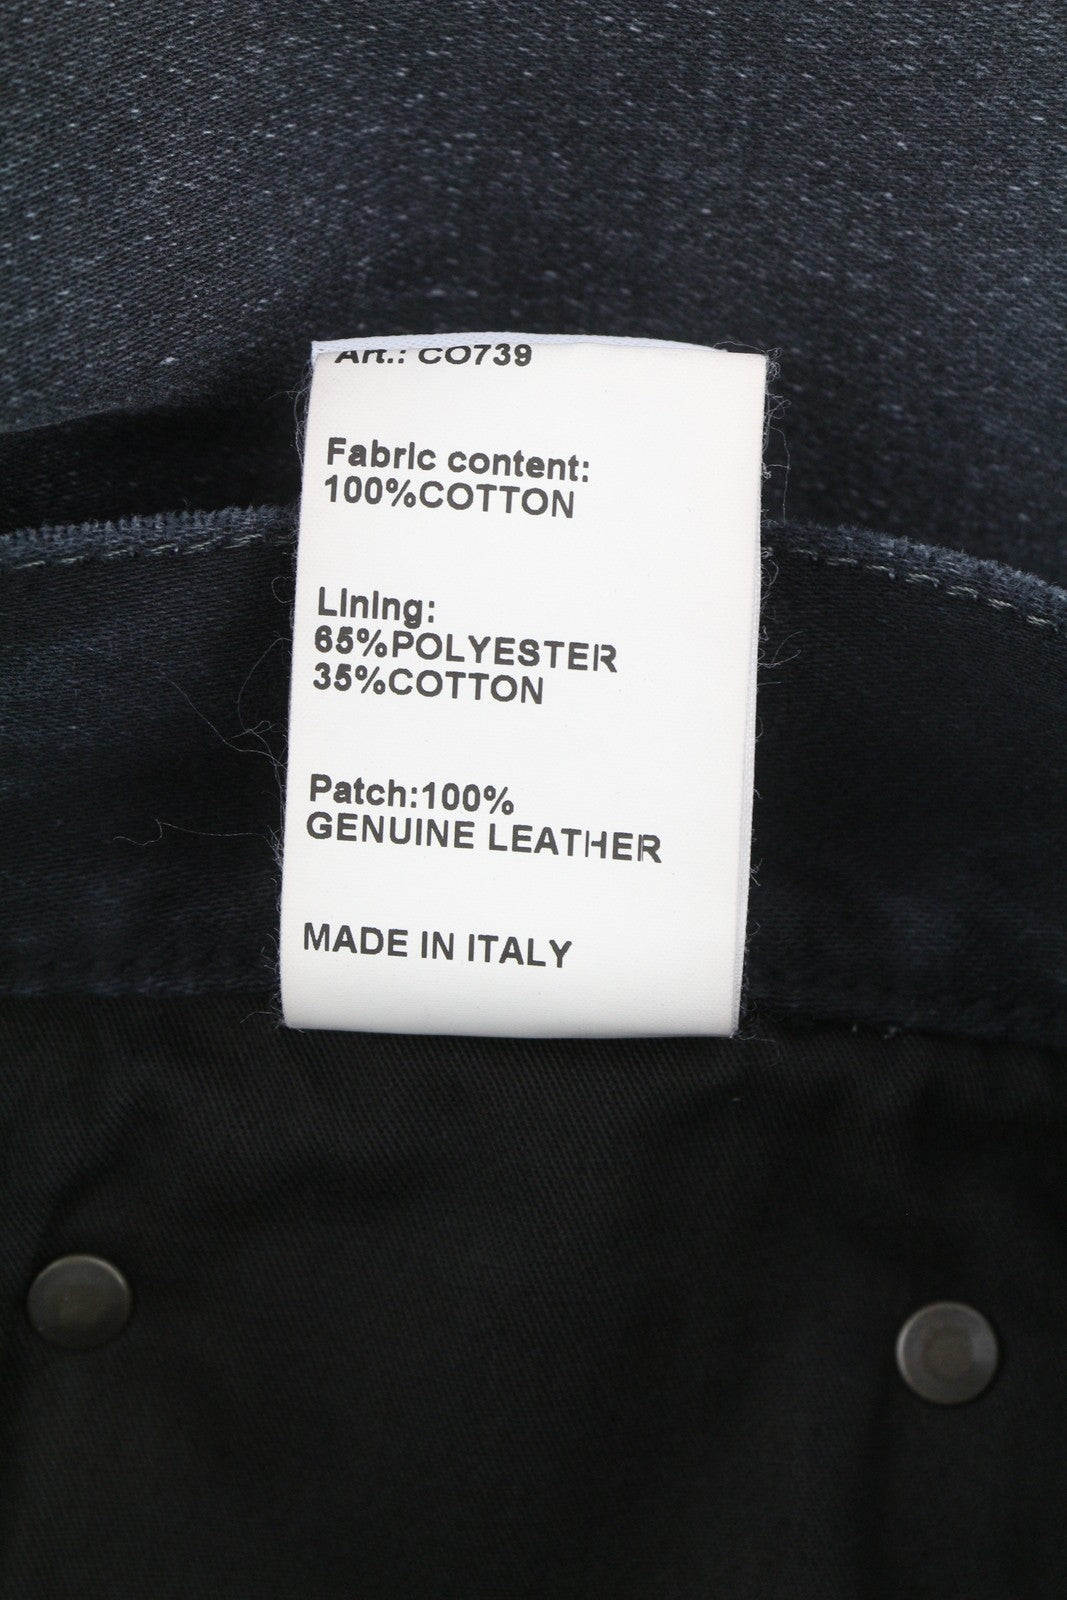 Art.: CO739
Fabric content:
100%COTTON
Lining:
65%POLYESTER
35%COTTON
Patch:100%
GENUINE LEATHER
MADE IN ITALY